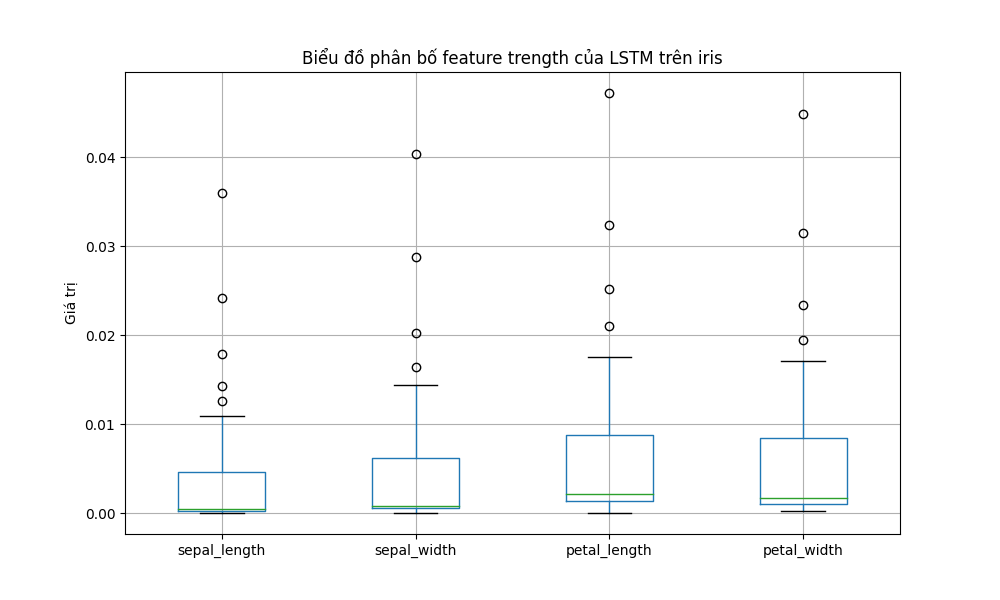 Biểu đồ phân bố feature trength của LSTM trên iris
Giá trị
0.04
0.03
0.02
0.01
0.00
sepal_length
sepal_width
petal_length
petal_width